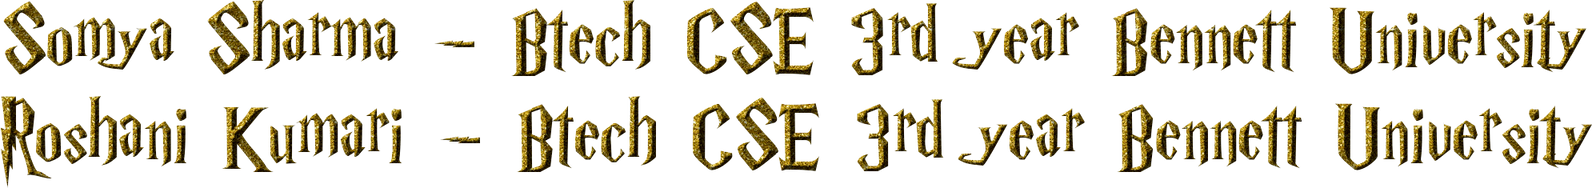 Somya Sharma - Btech CSE 3rd year Bennett University
Roshani Kumari - Btech CSE 3rd year Bennett University